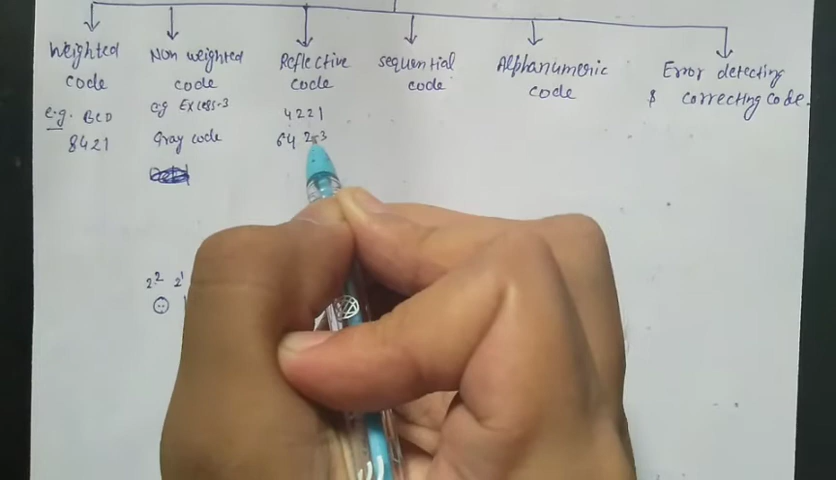 Weighted code
e.g. BCD
8421
Non weighted code
e.g Excess-3
Gray code
Reflective code
4221
64
sequential code
Alphanumeric code
Error detecting
& correcting code.
2² 2¹